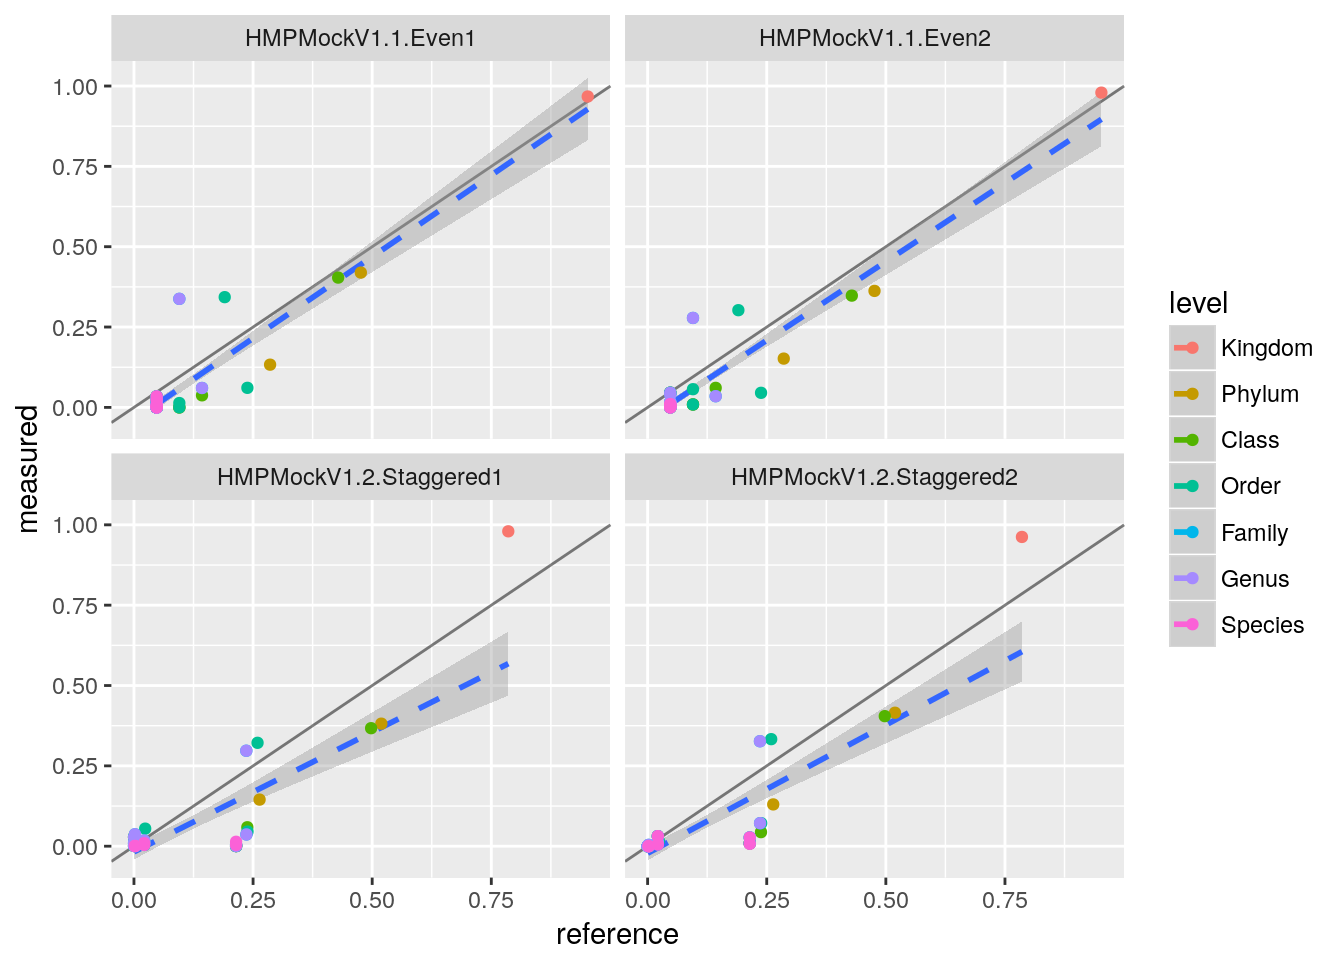 HMPMockV1.1.Even1
HMPMockV1.1.Even2
1.00
0.75
0.50
0.25
0.00
HMPMockV1.2.Staggered1
HMPMockV1.2.Staggered2
1.00
0.75
0.50
0.25
0.00
0.00 0.25 0.50 0.75
0.00 0.25 0.50 0.75
reference
measured
level
Kingdom
Phylum
Class
Order
Family
Genus
Species